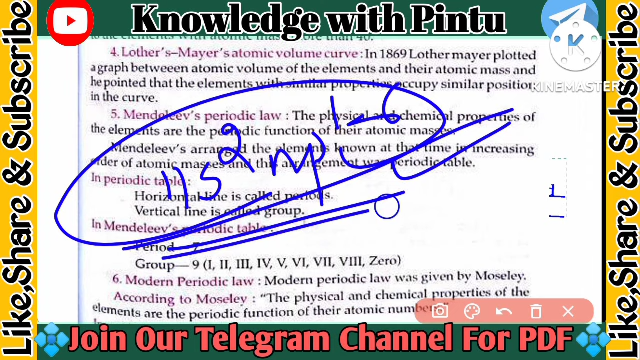 Knowledge with Pintu
KINEMASTER
Like,Share & Subscribe
Like,Share & Subscribe
4. Lother's–Mayer's atomic volume curve : In 1869 Lother mayer plotted
a graph betweeen atomic volume of the elements and their atomic mass and
he pointed that the elements with similar properties occupy similar position
in the curve.
5. Mendeleev's periodic law : The physical and chemical properties of
the elements are the periodic function of their atomic masses.
Mendeleev's arranged the elements known at that time in increasing
order of atomic masses and this arrangement was periodic table.
ns² np¹⁻⁶
In periodic table :
Horizontal line is called periods.
Vertical line is called group.
In Mendeleev's periodic table :
Period — 7
Group— 9 (I, II, III, IV, V, VI, VII, VIII, Zero)
6. Modern Periodic law : Modern periodic law was given by Moseley.
According to Moseley : "The physical and chemical properties of the
elements are the periodic function of their atomic
Join Our Telegram Channel For PDF